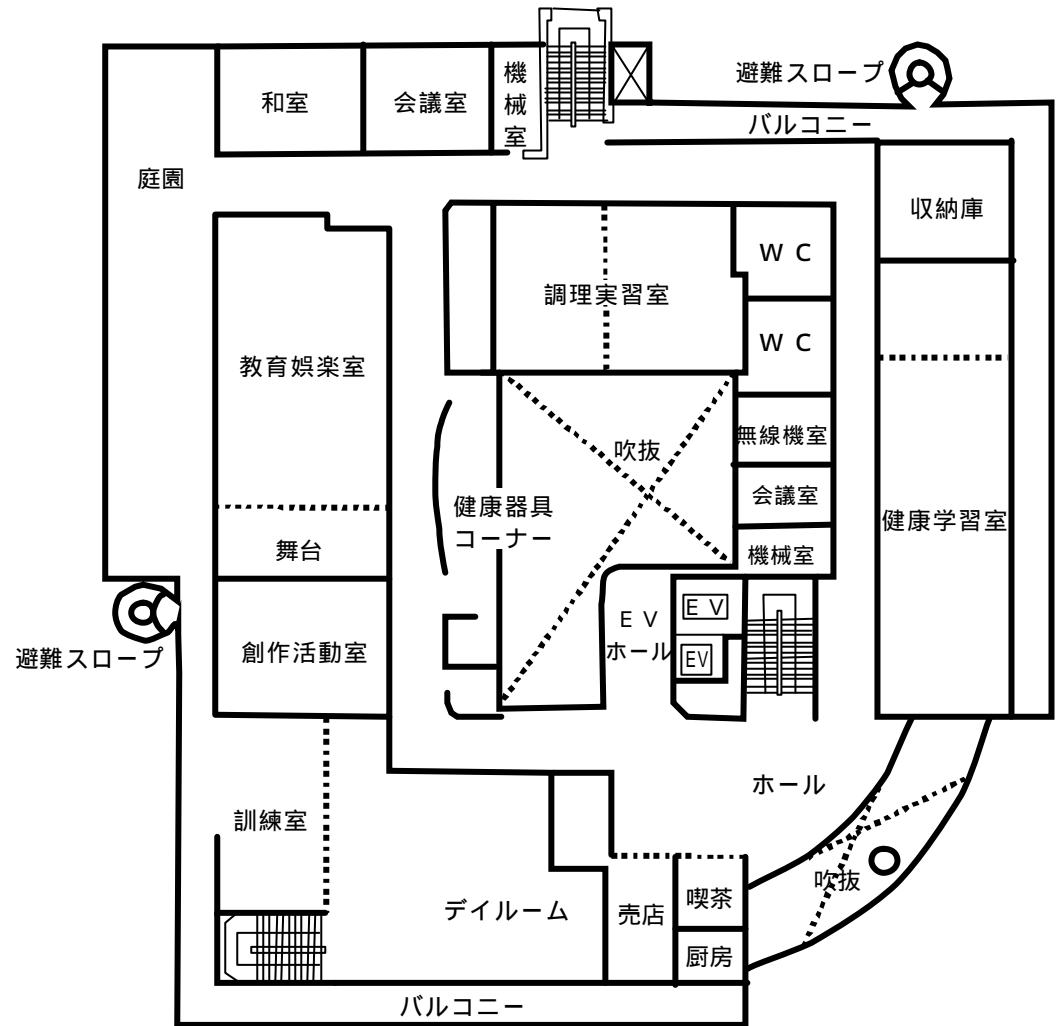 避難スロープ
機械室
和室
会議室
バルコニー
庭園
収納庫
ＷＣ
調理実習室
ＷＣ
教育娯楽室
無線機室
吹抜
会議室
健康器具
コーナー
健康学習室
舞台
機械室
ＥＶ
ＥＶ
ホール
EV
創作活動室
避難スロープ
ホール
訓練室
吹抜
喫茶
デイルーム
売店
厨房
バルコニー